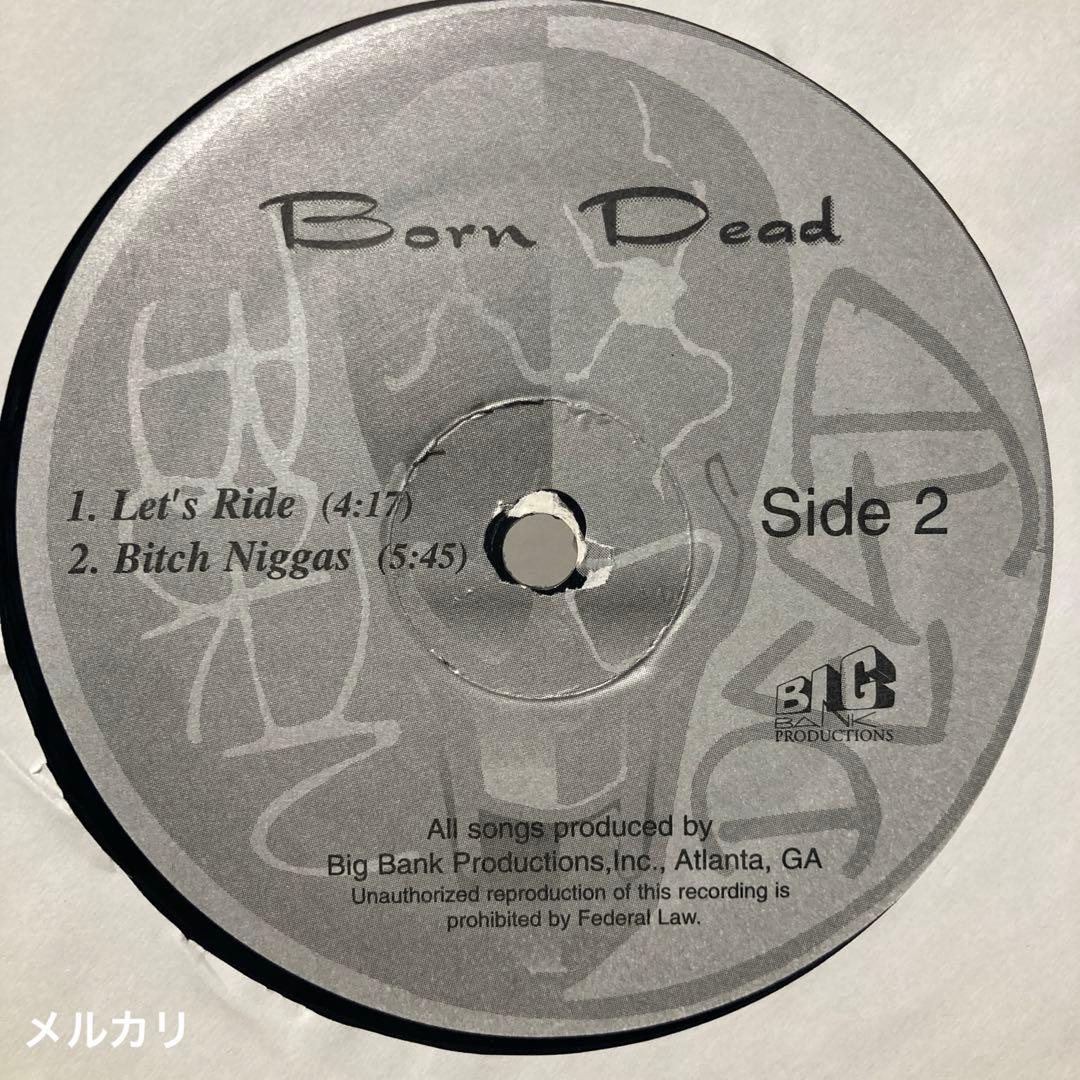 Born Dead
1. Let's Ride (4:17)
2. Bitch Niggas (5:45)
Side 2
BORN
DEAD
BIG
BANK
PRODUCTIONS
All songs produced by
Big Bank Productions,Inc., Atlanta, GA
Unauthorized reproduction of this recording is
prohibited by Federal Law.
メルカリ